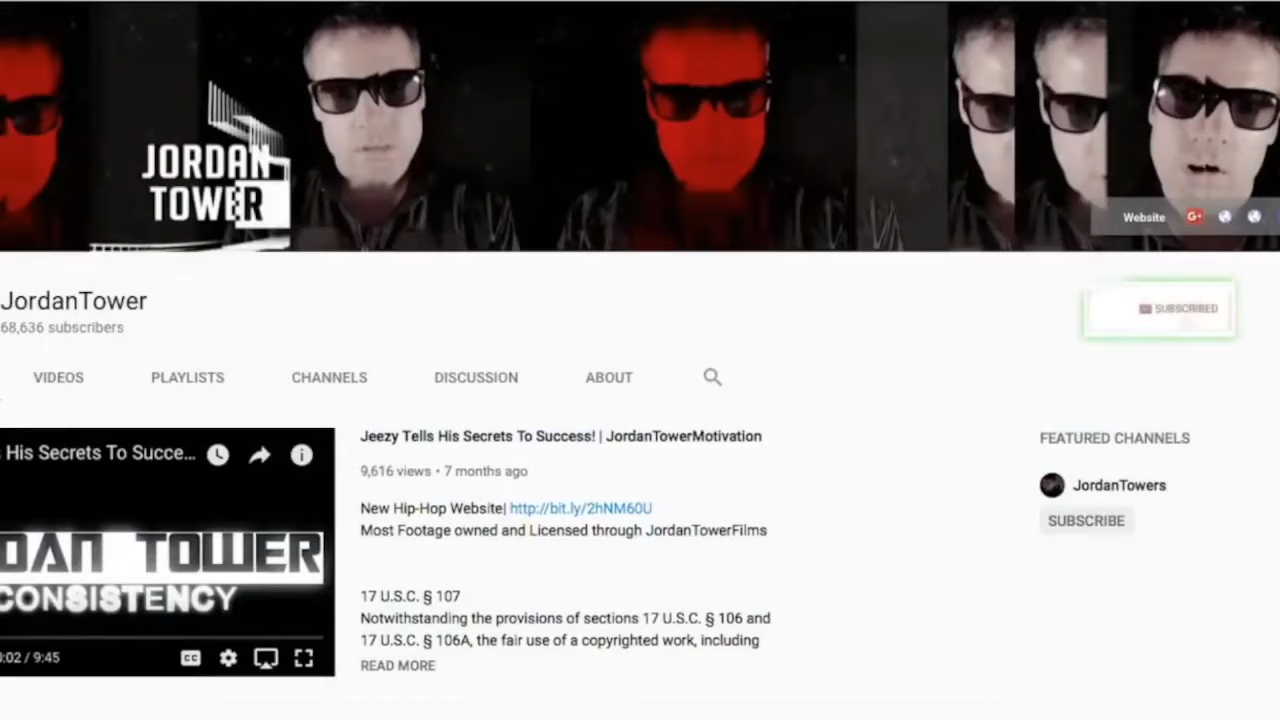 JORDAN
TOWER
Website
G+
JordanTower
68,636 subscribers
SUBSCRIBED
VIDEOS PLAYLISTS CHANNELS DISCUSSION ABOUT
His Secrets To Succe...
DAN TOWER
CONSISTENCY
0:02 / 9:45
CC
Jeezy Tells His Secrets To Success! | JordanTowerMotivation
9,616 views • 7 months ago
New Hip-Hop Website| http://bit.ly/2hNM60U
Most Footage owned and Licensed through JordanTowerFilms
17 U.S.C. § 107
Notwithstanding the provisions of sections 17 U.S.C. § 106 and
17 U.S.C. § 106A, the fair use of a copyrighted work, including
READ MORE
FEATURED CHANNELS
JordanTowers
SUBSCRIBE